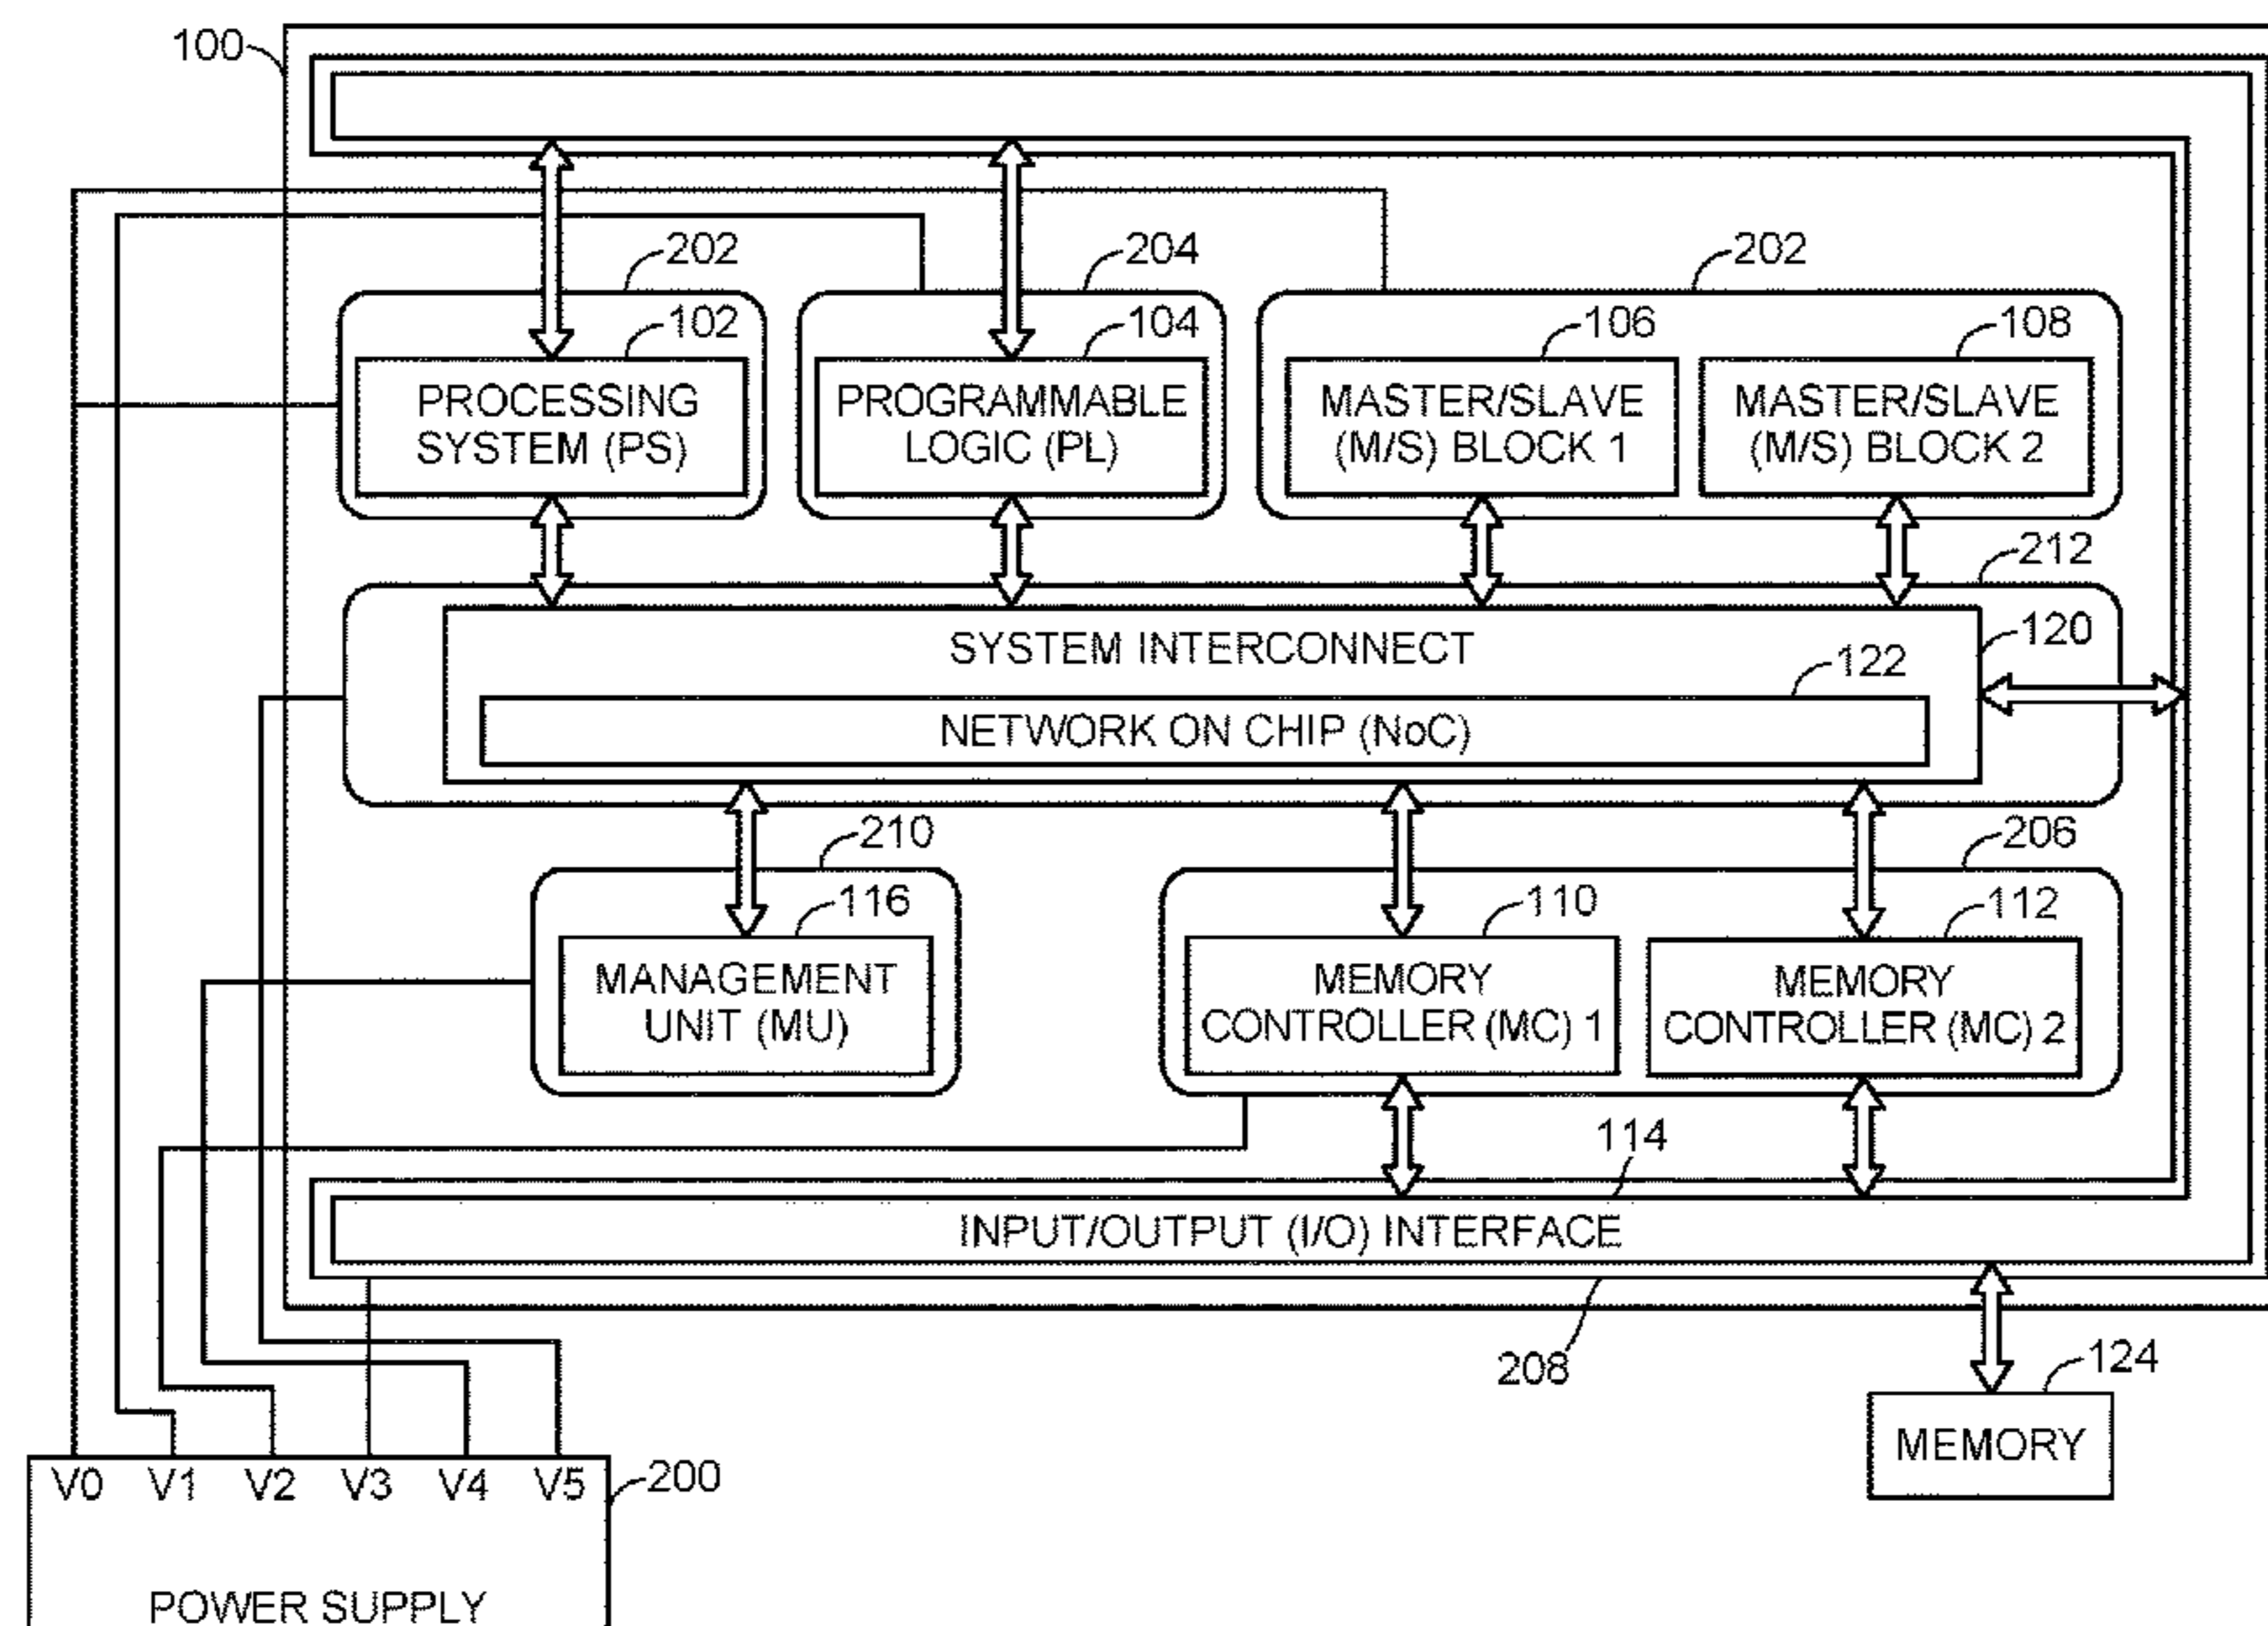 100
202
204
202
102
104
106
108
PROCESSING
SYSTEM (PS)
PROGRAMMABLE
LOGIC (PL)
MASTER/SLAVE
(M/S) BLOCK 1
MASTER/SLAVE
(M/S) BLOCK 2
212
120
SYSTEM INTERCONNECT
122
NETWORK ON CHIP (NoC)
210
206
116
110
112
MANAGEMENT
UNIT (MU)
MEMORY
CONTROLLER (MC) 1
MEMORY
CONTROLLER (MC) 2
114
INPUT/OUTPUT (I/O) INTERFACE
208
124
MEMORY
V0 V1 V2 V3 V4 V5
200
POWER SUPPLY